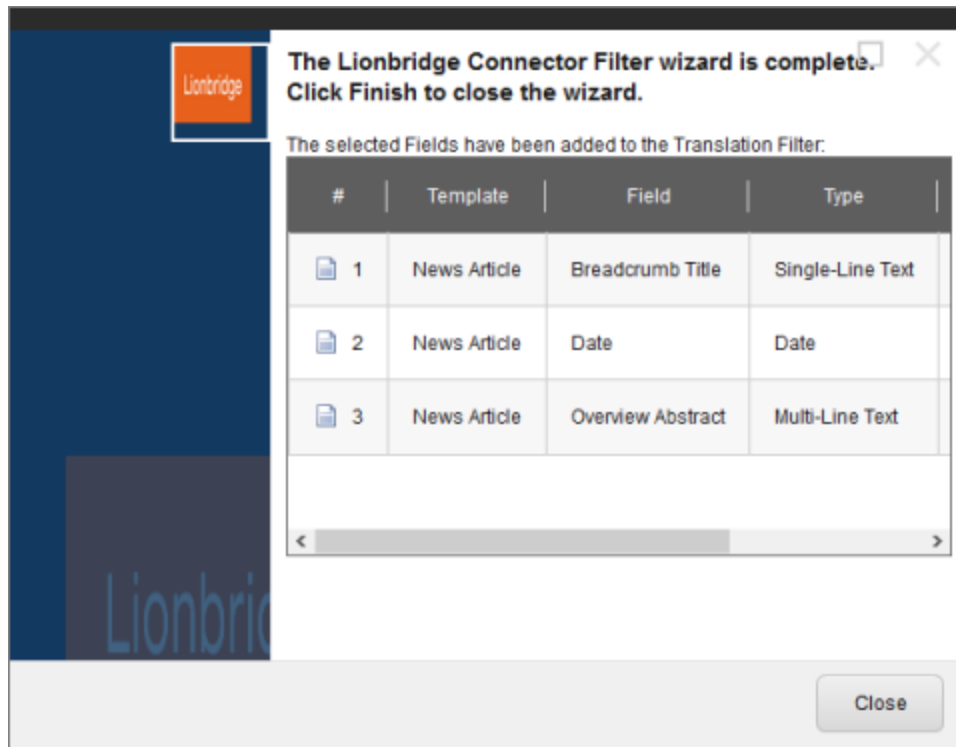 Lionbridge
The Lionbridge Connector Filter wizard is complete.
Click Finish to close the wizard.
The selected Fields have been added to the Translation Filter:
# Template Field Type
1 News Article Breadcrumb Title Single-Line Text
2 News Article Date Date
3 News Article Overview Abstract Multi-Line Text
Lionbridg
Close